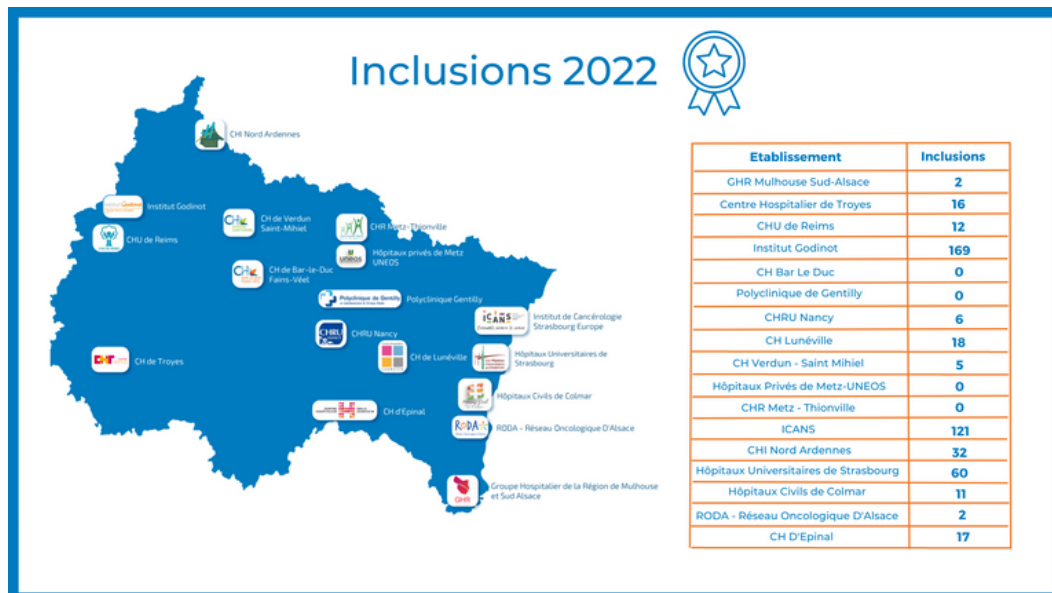 Inclusions 2022
CHI Nord Ardennes
Institut Godinot
CHU de Reims
CH de Verdun
Saint-Mihiel
CHR Metz-Thionville
Hôpitaux privés de Metz
UNEOS
CH de Bar-le-Duc
Fains-Véel
Polyclinique de Gentilly
Polyclinique Gentilly
ICANS
Institut de Cancérologie
Strasbourg Europe
CHRU
CHRU Nancy
CH de Lunéville
Hôpitaux Universitaires de
Strasbourg
CH de Troyes
Hôpitaux Civils de Colmar
CH d'Epinal
RODA
RODA - Réseau Oncologique D'Alsace
GHR
Groupe Hospitalier de la Région de Mulhouse
et Sud Alsace
Etablissement Inclusions
GHR Mulhouse Sud-Alsace 2
Centre Hospitalier de Troyes 16
CHU de Reims 12
Institut Godinot 169
CH Bar Le Duc 0
Polyclinique de Gentilly 0
CHRU Nancy 6
CH Lunéville 18
CH Verdun - Saint Mihiel 5
Hôpitaux Privés de Metz-UNEOS 0
CHR Metz - Thionville 0
ICANS 121
CHI Nord Ardennes 32
Hôpitaux Universitaires de Strasbourg 60
Hôpitaux Civils de Colmar 11
RODA - Réseau Oncologique D'Alsace 2
CH D'Epinal 17